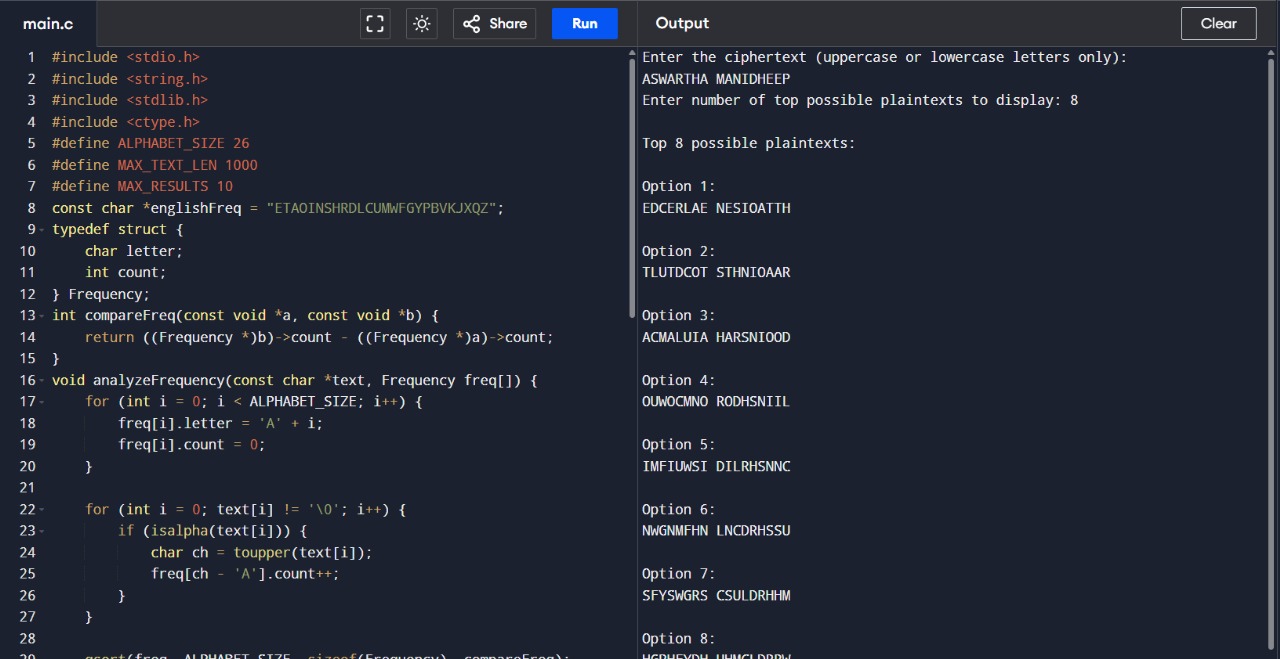 main.c
Share
Run
Output
Clear
1 #include <stdio.h>
2 #include <string.h>
3 #include <stdlib.h>
4 #include <ctype.h>
5 #define ALPHABET_SIZE 26
6 #define MAX_TEXT_LEN 1000
7 #define MAX_RESULTS 10
8 const char *englishFreq = "ETAOINSHRDLCUMWFGYPBVKJXQZ";
9 typedef struct {
10     char letter;
11     int count;
12 } Frequency;
13 int compareFreq(const void *a, const void *b) {
14     return ((Frequency *)b)->count - ((Frequency *)a)->count;
15 }
16 void analyzeFrequency(const char *text, Frequency freq[]) {
17     for (int i = 0; i < ALPHABET_SIZE; i++) {
18         freq[i].letter = 'A' + i;
19         freq[i].count = 0;
20     }
21
22     for (int i = 0; text[i] != '\0'; i++) {
23         if (isalpha(text[i])) {
24             char ch = toupper(text[i]);
25             freq[ch - 'A'].count++;
26         }
27     }
28
29     qsort(freq, ALPHABET_SIZE, sizeof(Frequency), compareFreq);
Enter the ciphertext (uppercase or lowercase letters only):
ASWARTHA MANIDHEEP
Enter number of top possible plaintexts to display: 8
Top 8 possible plaintexts:
Option 1:
EDCERLAE NESIOATTH
Option 2:
TLUTDCOT STHNIOAAR
Option 3:
ACMALUIA HARSNIOOD
Option 4:
OUWOCMNO RODHSNIIL
Option 5:
IMFIUWSI DILRHSNNC
Option 6:
NWGNMFHN LNCDRHSSU
Option 7:
SFYSWGRS CSULDRHHM
Option 8: